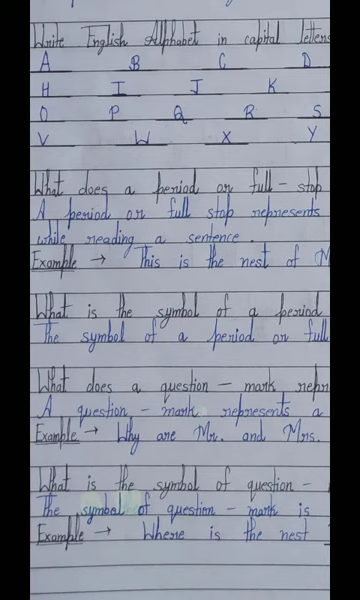 Write English Alphabet in capital letters
A B C D
H I J K
O P Q R S
V W X Y
What does a period or full - stop
A period or full stop represents
while reading a sentence.
Example → This is the nest of M
What is the symbol of a period
The symbol of a period or full
What does a question - mark repr
A question - mark represents a
Example → Why are Mr. and Mrs.
What is the symbol of question -
The symbol of question - mark is
Example → Where is the nest